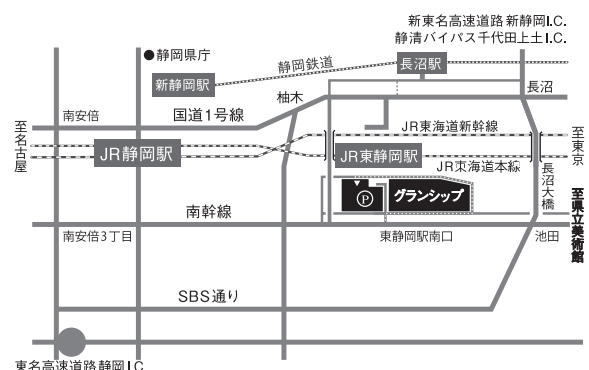 新東名高速道路 新静岡I.C.
静清バイパス千代田上土I.C.
●静岡県庁
静岡鉄道
長沼駅
新静岡駅
柚木
長沼
南安倍
国道1号線
JR東海道新幹線
至名古屋
JR静岡駅
JR東静岡駅
至東京
JR東海道本線
長沼大橋
P
グランシップ
至県立美術館
南幹線
南安倍3丁目
東静岡駅南口
池田
SBS通り
東名高速道路 静岡I.C.